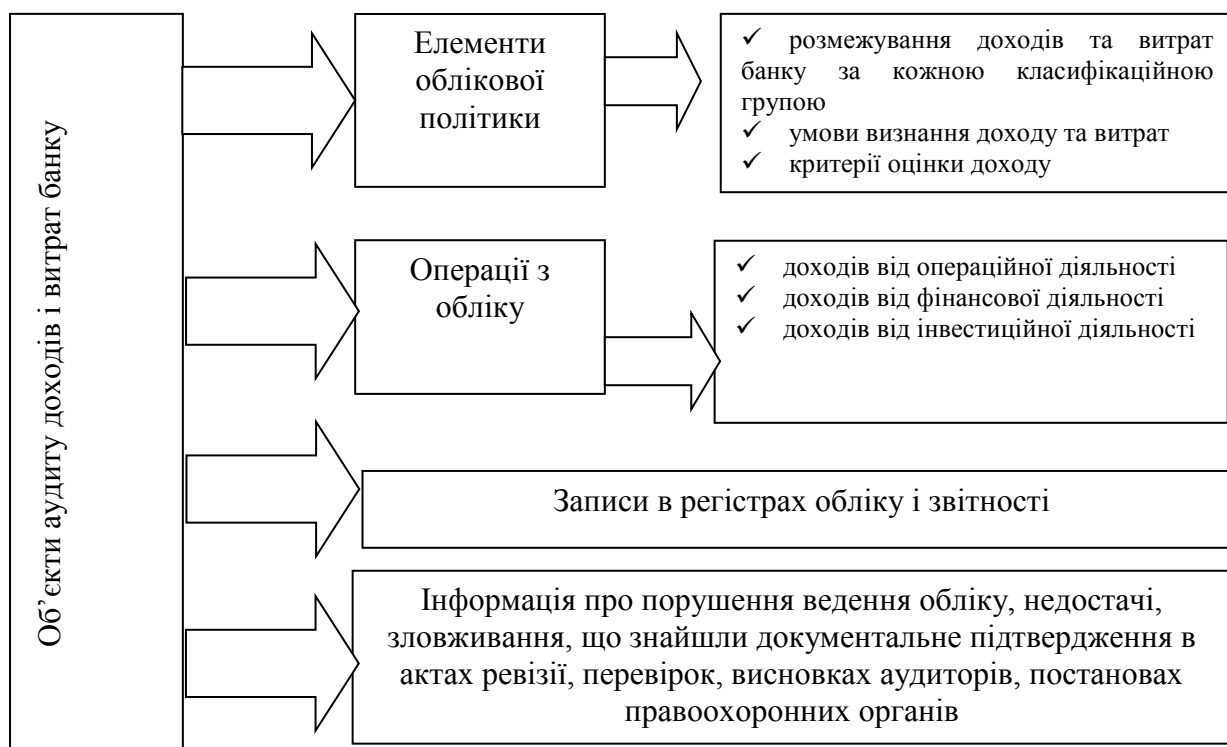 Об’єкти аудиту доходів і витрат банку
Елементи
облікової
політики
✓ розмежування доходів та витрат
банку за кожною класифікаційною
групою
✓ умови визнання доходу та витрат
✓ критерії оцінки доходу
Операції з
обліку
✓ доходів від операційної діяльності
✓ доходів від фінансової діяльності
✓ доходів від інвестиційної діяльності
Записи в регістрах обліку і звітності
Інформація про порушення ведення обліку, недостачі,
зловживання, що знайшли документальне підтвердження в
актах ревізії, перевірок, висновках аудиторів, постановах
правоохоронних органів